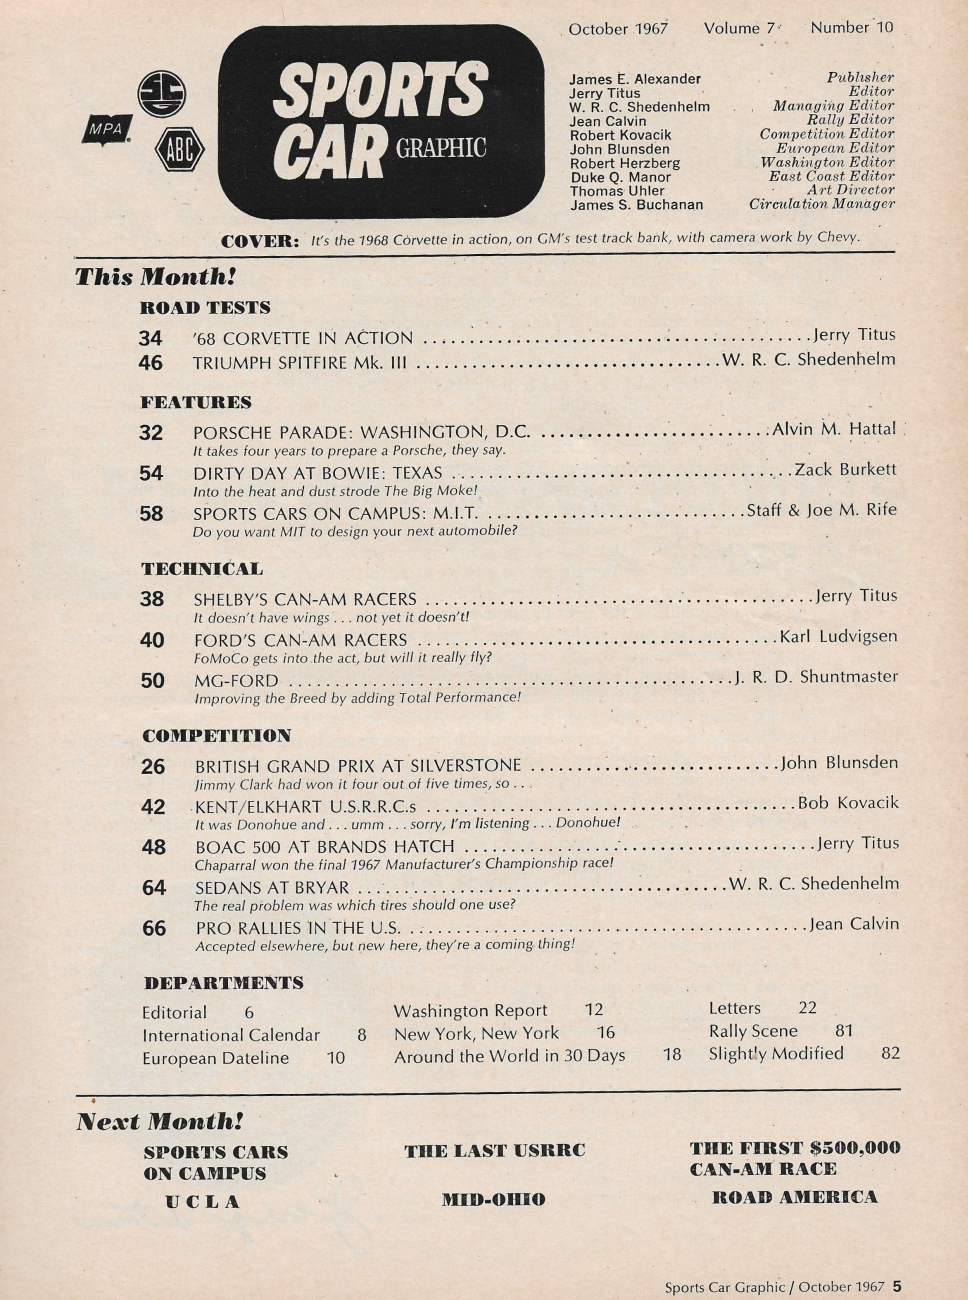 October 1967 Volume 7 Number 10
MPA
ABC
SPORTS
CAR GRAPHIC
James E. Alexander Publisher
Jerry Titus Editor
W. R. C. Shedenhelm Managing Editor
Jean Calvin Rally Editor
Robert Kovacik Competition Editor
John Blunsden European Editor
Robert Herzberg Washington Editor
Duke Q. Manor East Coast Editor
Thomas Uhler Art Director
James S. Buchanan Circulation Manager
COVER: It's the 1968 Corvette in action, on GM's test track bank, with camera work by Chevy.
This Month!
ROAD TESTS
34 '68 CORVETTE IN ACTION ........ Jerry Titus
46 TRIUMPH SPITFIRE Mk. III ........ W. R. C. Shedenhelm
FEATURES
32 PORSCHE PARADE: WASHINGTON, D.C. ........ Alvin M. Hattal
It takes four years to prepare a Porsche, they say.
54 DIRTY DAY AT BOWIE: TEXAS ........ Zack Burkett
Into the heat and dust strode The Big Moke!
58 SPORTS CARS ON CAMPUS: M.I.T. ........ Staff & Joe M. Rife
Do you want MIT to design your next automobile?
TECHNICAL
38 SHELBY'S CAN-AM RACERS ........ Jerry Titus
It doesn't have wings . . . not yet it doesn't!
40 FORD'S CAN-AM RACERS ........ Karl Ludvigsen
FoMoCo gets into the act, but will it really fly?
50 MG-FORD ........ J. R. D. Shuntmaster
Improving the Breed by adding Total Performance!
COMPETITION
26 BRITISH GRAND PRIX AT SILVERSTONE ........ John Blunsden
Jimmy Clark had won it four out of five times, so . . .
42 KENT/ELKHART U.S.R.R.C.s ........ Bob Kovacik
It was Donohue and . . . umm . . . sorry, I'm listening . . . Donohue!
48 BOAC 500 AT BRANDS HATCH ........ Jerry Titus
Chaparral won the final 1967 Manufacturer's Championship race!
64 SEDANS AT BRYAR ........ W. R. C. Shedenhelm
The real problem was which tires should one use?
66 PRO RALLIES IN THE U.S. ........ Jean Calvin
Accepted elsewhere, but new here, they're a coming thing!
DEPARTMENTS
Editorial 6 Washington Report 12 Letters 22
International Calendar 8 New York, New York 16 Rally Scene 81
European Dateline 10 Around the World in 30 Days 18 Slightly Modified 82
Next Month!
SPORTS CARS
ON CAMPUS
UCLA
THE LAST USRRC
MID-OHIO
THE FIRST $500,000
CAN-AM RACE
ROAD AMERICA
Sports Car Graphic / October 1967 5